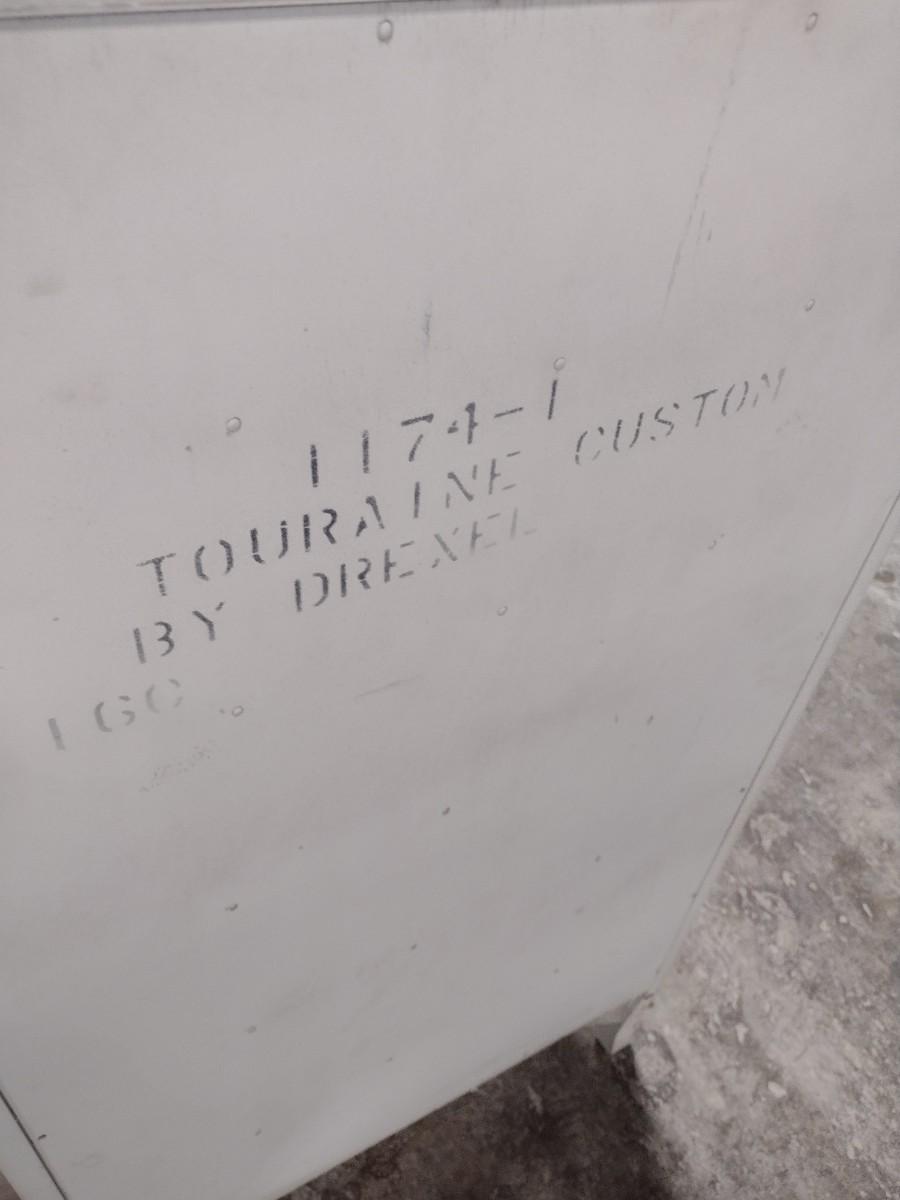 1174-1
TOURAINE CUSTOM
BY DREXEL